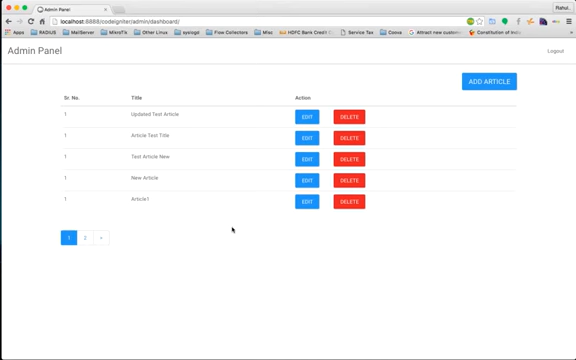 Admin Panel
Rahul
localhost:8888/codeigniter/admin/dashboard/
Apps RADIUS MailServer MikroTik Other Linux syslogd Flow Collectors Misc HDFC Bank Credit C Service Tax Canva Attract new custome Constitution of India
Admin Panel Logout
ADD ARTICLE
Sr. No. Title Action
1 Updated Test Article EDIT DELETE
1 Article Test Title EDIT DELETE
1 Test Article New EDIT DELETE
1 New Article EDIT DELETE
1 Article1 EDIT DELETE
1 2 »